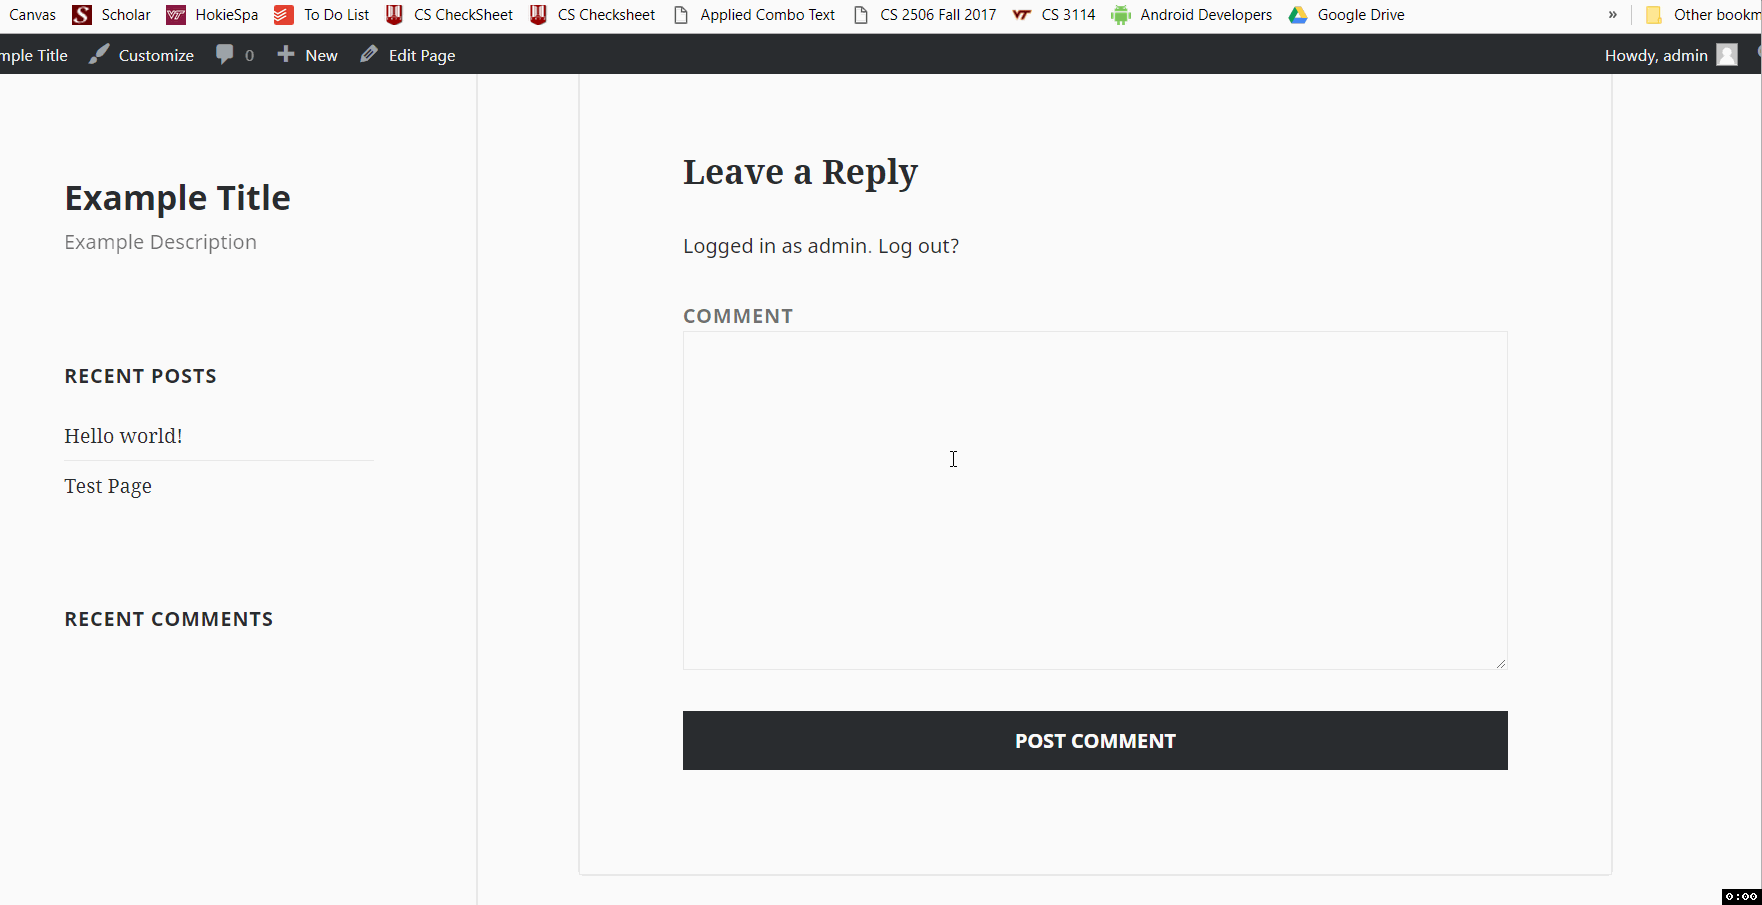 Canvas Scholar HokieSpa To Do List CS CheckSheet CS Checksheet Applied Combo Text CS 2506 Fall 2017 CS 3114 Android Developers Google Drive » Other bookm
mple Title Customize 0 New Edit Page Howdy, admin
Example Title
Example Description
RECENT POSTS
Hello world!
Test Page
RECENT COMMENTS
Leave a Reply
Logged in as admin. Log out?
COMMENT
POST COMMENT
0:00